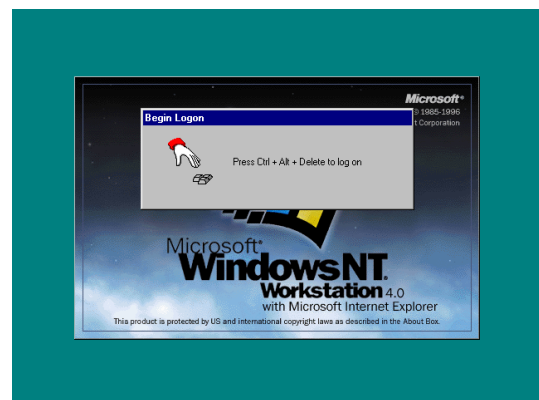 Microsoft®
1985-1996
t Corporation
Begin Logon
Press Ctrl + Alt + Delete to log on
Microsoft®
Windows NT.
Workstation 4.0
with Microsoft Internet Explorer
This product is protected by US and international copyright laws as described in the About Box.